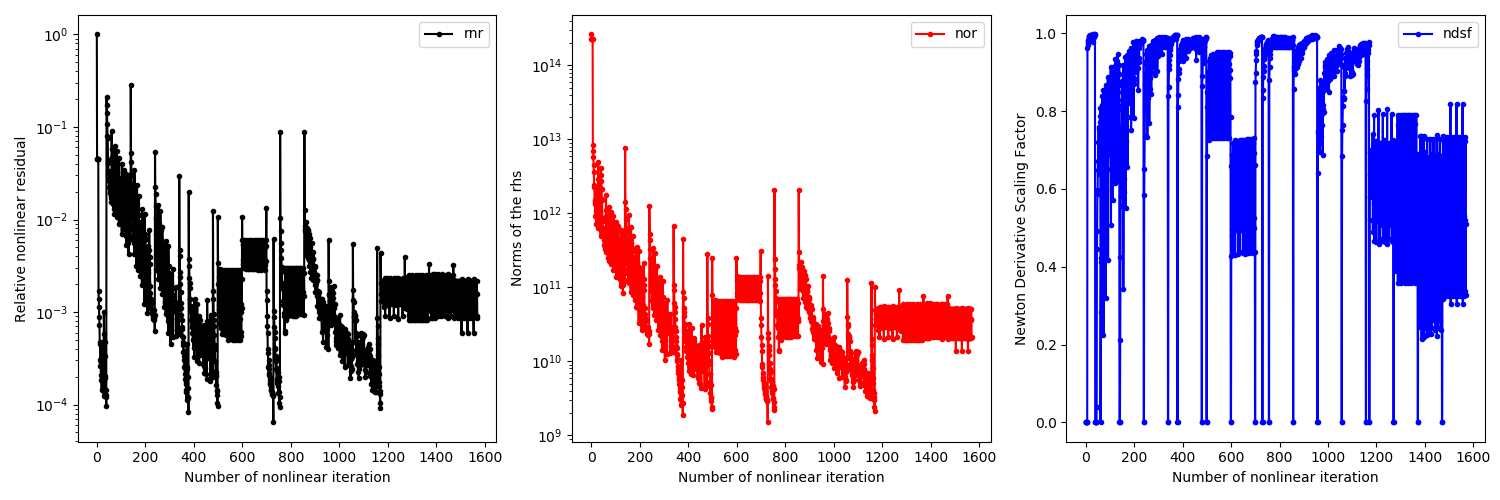 Relative nonlinear residual
10⁰
10⁻¹
10⁻²
10⁻³
10⁻⁴
rnr
0 200 400 600 800 1000 1200 1400 1600
Number of nonlinear iteration
Norms of the rhs
10¹⁴
10¹³
10¹²
10¹¹
10¹⁰
10⁹
nor
0 200 400 600 800 1000 1200 1400 1600
Number of nonlinear iteration
Newton Derivative Scaling Factor
1.0
0.8
0.6
0.4
0.2
0.0
ndsf
0 200 400 600 800 1000 1200 1400 1600
Number of nonlinear iteration